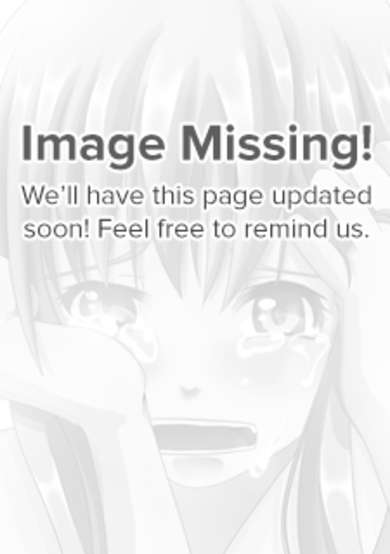 Image Missing!
We’ll have this page updated
soon! Feel free to remind us.